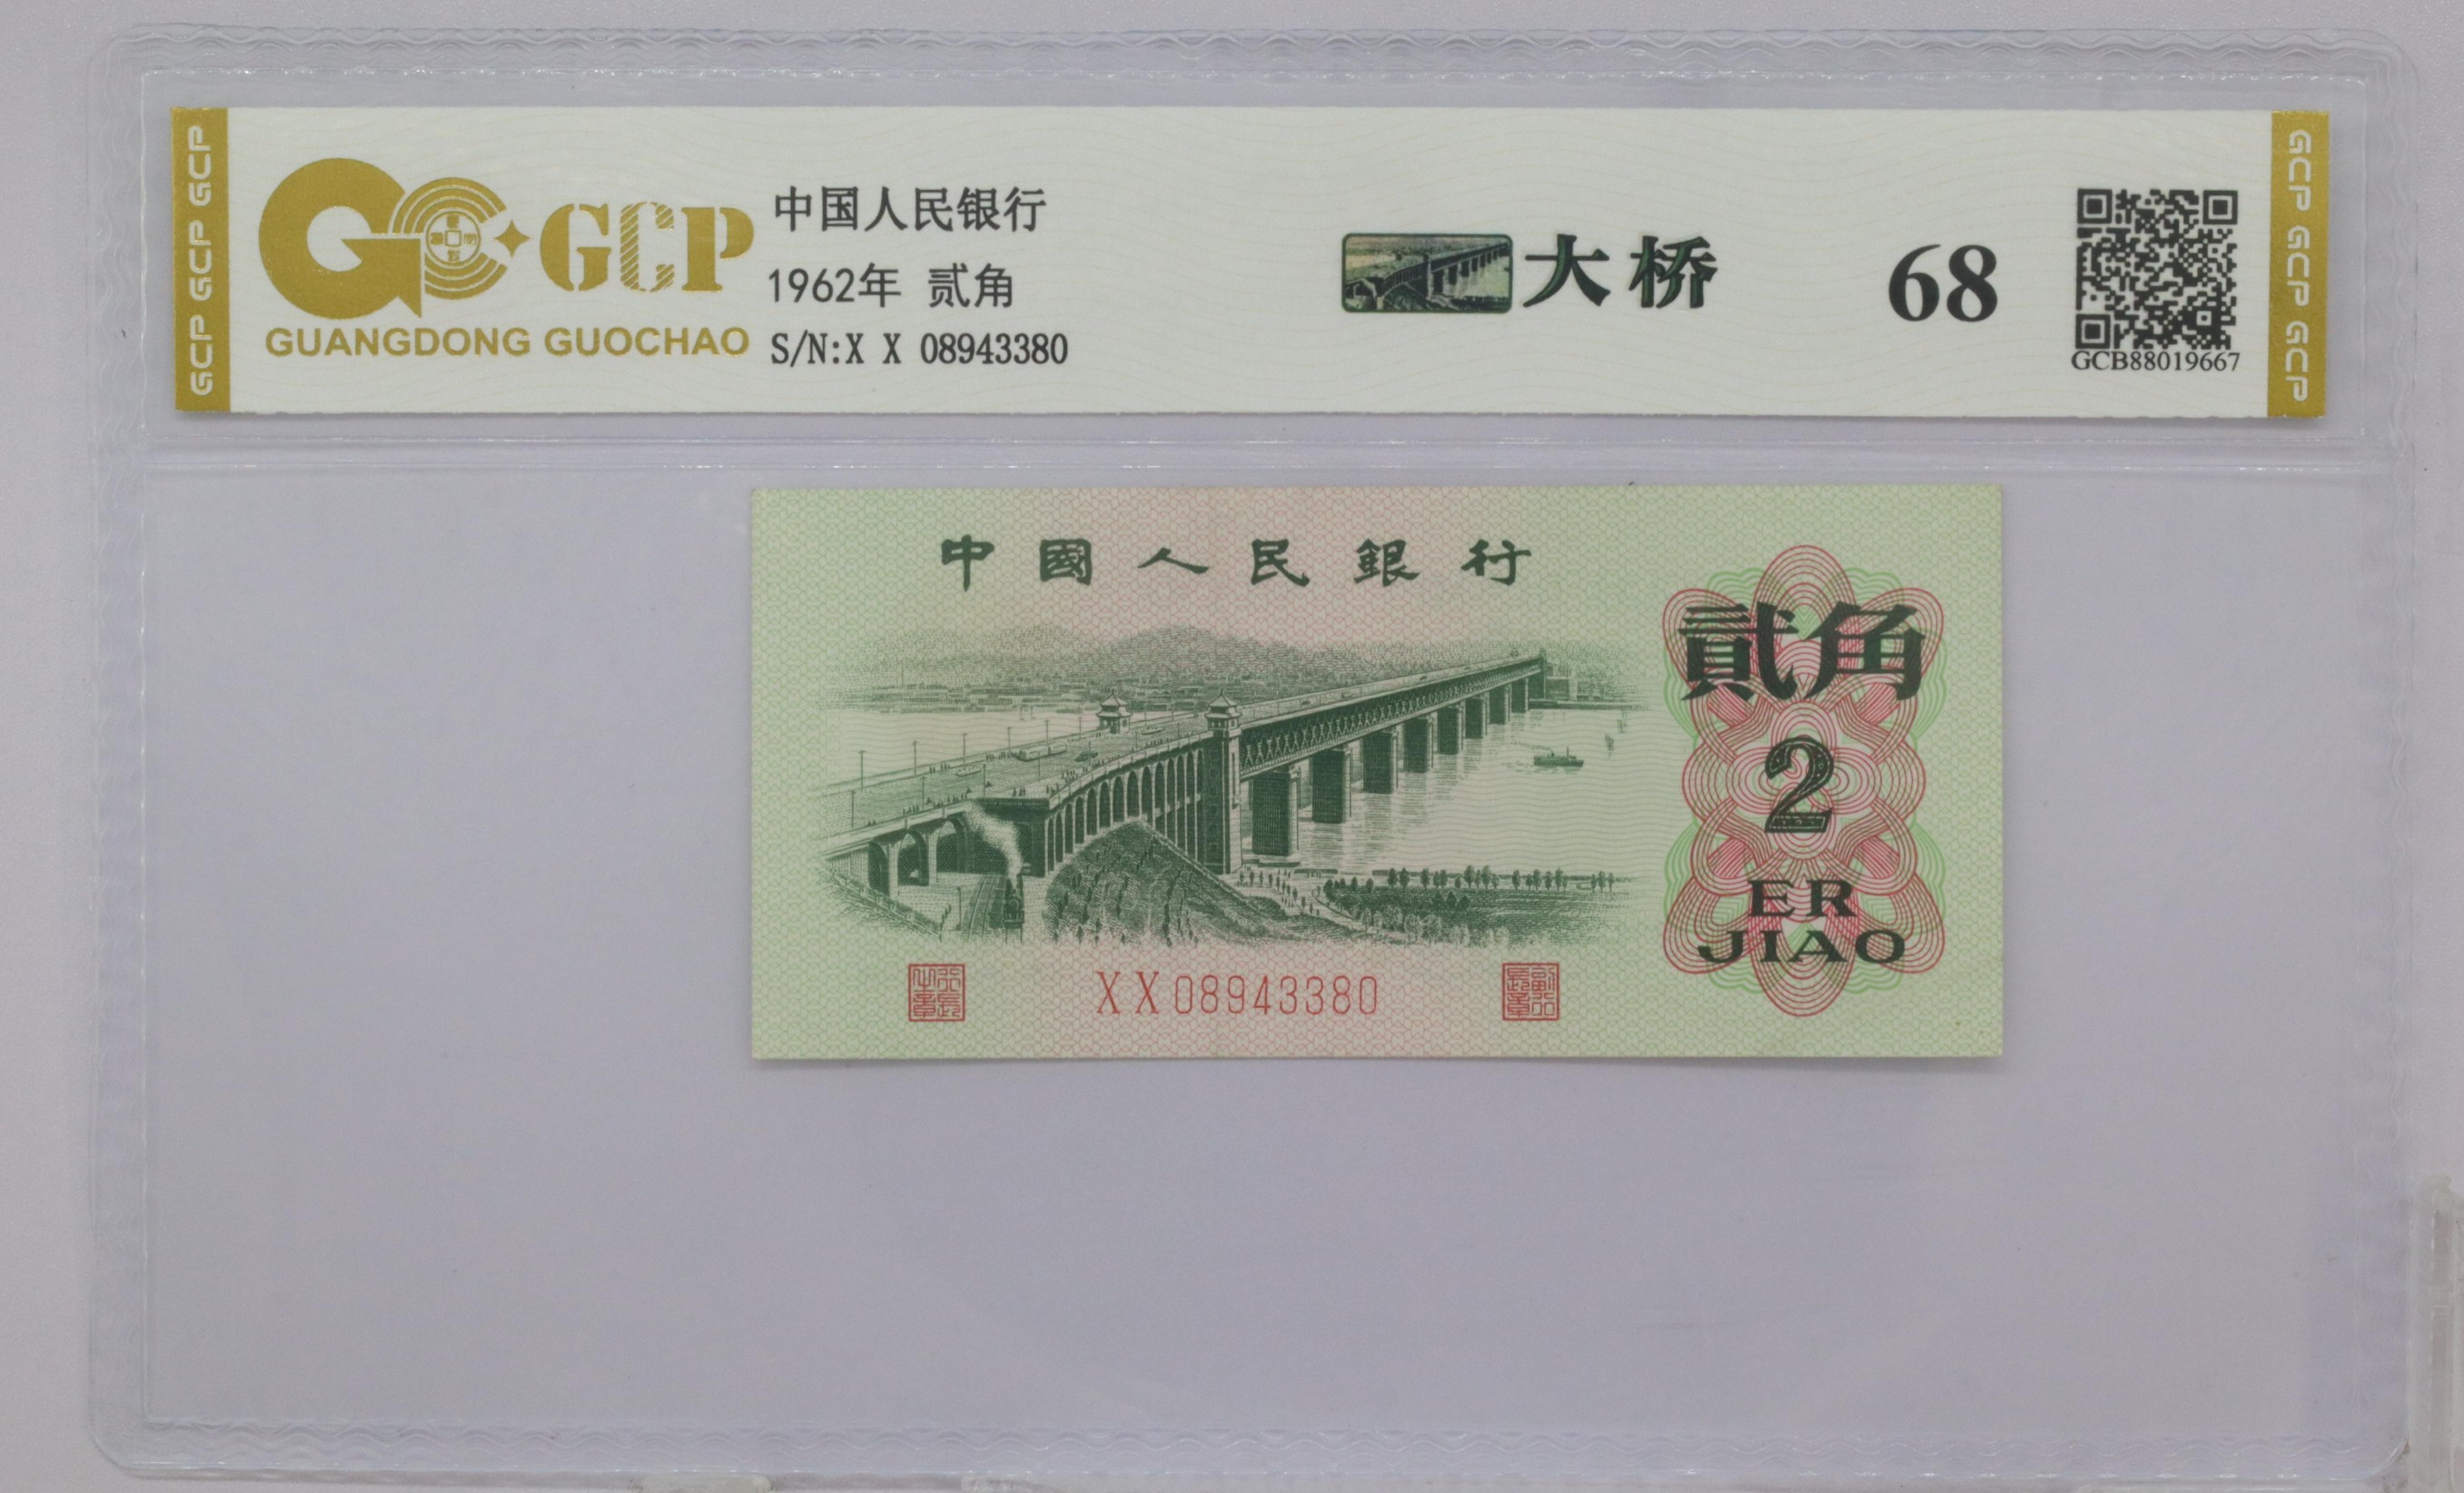 GCP GCP GCP
GCP
GUANGDONG GUOCHAO
中国人民银行
1962年 贰角
S/N:X X 08943380
大桥
68
GCB88019667
GCP GCP GCP
中國人民銀行
貳角
2
ER
JIAO
XX08943380